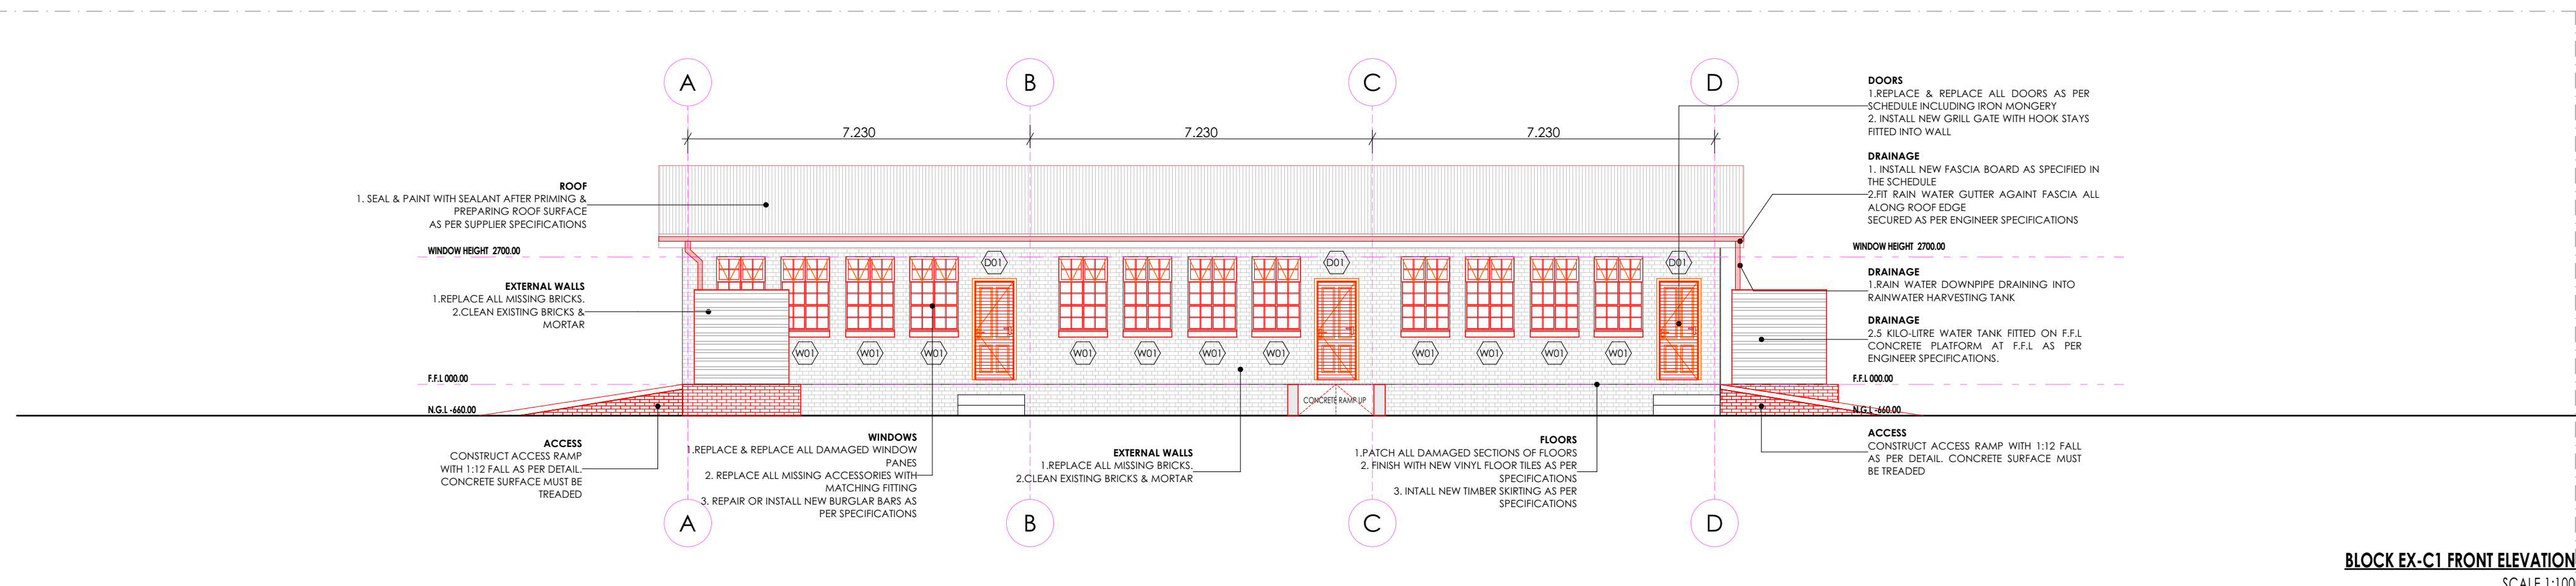 A
B
C
D
7.230
7.230
7.230
ROOF
1. SEAL & PAINT WITH SEALANT AFTER PRIMING &
PREPARING ROOF SURFACE
AS PER SUPPLIER SPECIFICATIONS
WINDOW HEIGHT 2700.00
EXTERNAL WALLS
1.REPLACE ALL MISSING BRICKS.
2.CLEAN EXISTING BRICKS &
MORTAR
F.F.L 000.00
N.G.L -660.00
ACCESS
CONSTRUCT ACCESS RAMP
WITH 1:12 FALL AS PER DETAIL.
CONCRETE SURFACE MUST BE
TREADED
D01
D01
D01
W01
W01
W01
W01
W01
W01
W01
W01
W01
W01
W01
CONCRETE RAMP UP
WINDOWS
1.REPLACE & REPLACE ALL DAMAGED WINDOW
PANES
2. REPLACE ALL MISSING ACCESSORIES WITH
MATCHING FITTING
3. REPAIR OR INSTALL NEW BURGLAR BARS AS
PER SPECIFICATIONS
EXTERNAL WALLS
1.REPLACE ALL MISSING BRICKS.
2.CLEAN EXISTING BRICKS & MORTAR
FLOORS
1.PATCH ALL DAMAGED SECTIONS OF FLOORS
2. FINISH WITH NEW VINYL FLOOR TILES AS PER
SPECIFICATIONS
3. INTALL NEW TIMBER SKIRTING AS PER
SPECIFICATIONS
DOORS
1.REPLACE & REPLACE ALL DOORS AS PER
SCHEDULE INCLUDING IRON MONGERY
2. INSTALL NEW GRILL GATE WITH HOOK STAYS
FITTED INTO WALL
DRAINAGE
1. INSTALL NEW FASCIA BOARD AS SPECIFIED IN
THE SCHEDULE
2.FIT RAIN WATER GUTTER AGAINT FASCIA ALL
ALONG ROOF EDGE
SECURED AS PER ENGINEER SPECIFICATIONS
WINDOW HEIGHT 2700.00
DRAINAGE
1.RAIN WATER DOWNPIPE DRAINING INTO
RAINWATER HARVESTING TANK
DRAINAGE
2.5 KILO-LITRE WATER TANK FITTED ON F.F.L
CONCRETE PLATFORM AT F.F.L AS PER
ENGINEER SPECIFICATIONS.
F.F.L 000.00
N.G.L -660.00
ACCESS
CONSTRUCT ACCESS RAMP WITH 1:12 FALL
AS PER DETAIL. CONCRETE SURFACE MUST
BE TREADED
A
B
C
D
BLOCK EX-C1 FRONT ELEVATION
SCALE 1:100